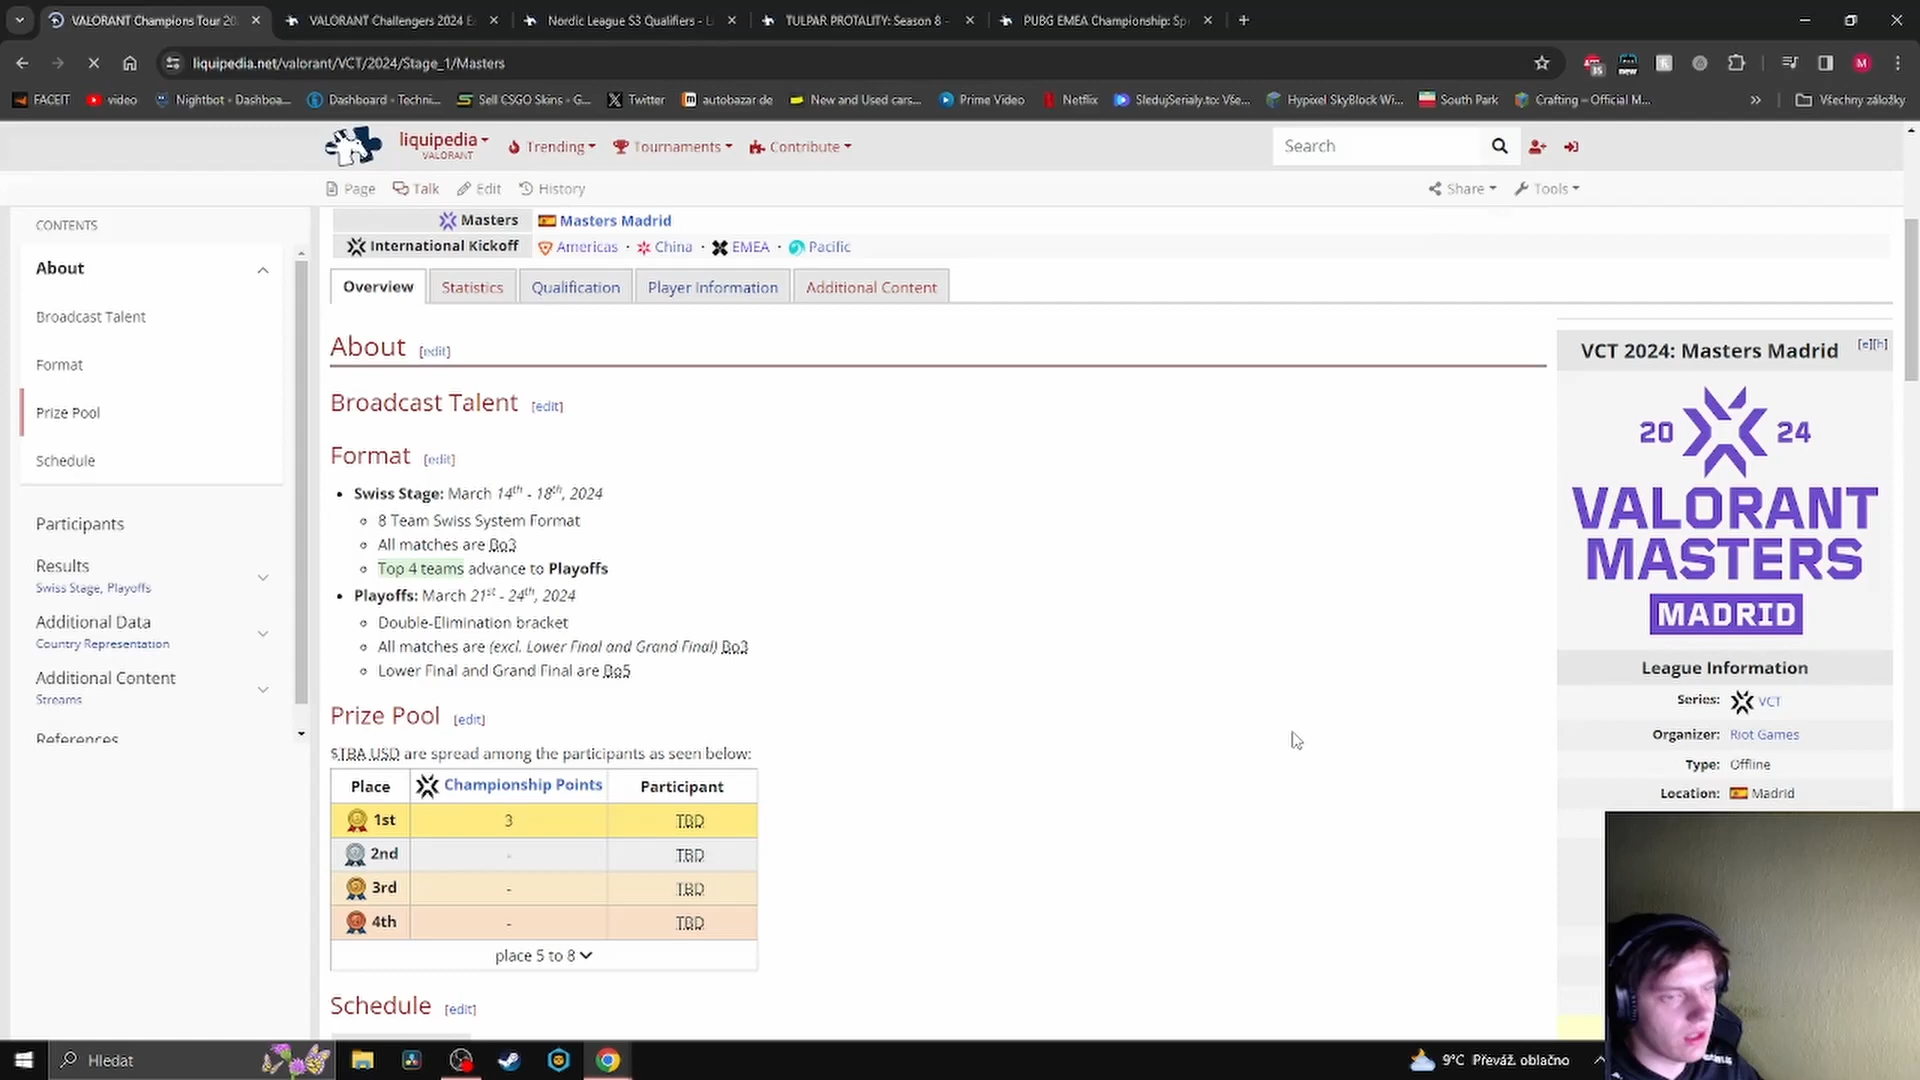 VALORANT Champions Tour 20
VALORANT Challengers 2024 E
Nordic League S3 Qualifiers - L
TULPAR PROTALITY: Season 8 -
PUBG EMEA Championship: Sp
liquipedia.net/valorant/VCT/2024/Stage_1/Masters
35
new
M
FACEIT
video
Nightbot - Dashboa...
Dashboard - Techni...
Sell CSGO Skins - G...
Twitter
autobazar de
New and Used cars...
Prime Video
Netflix
SledujSerialy.to: Vše...
Hypixel SkyBlock Wi...
South Park
Crafting – Official M...
»
Všechny záložky
liquipedia
VALORANT
Trending
Tournaments
Contribute
Search
Page
Talk
Edit
History
Share
Tools
CONTENTS
About
Broadcast Talent
Format
Prize Pool
Schedule
Participants
Results
Swiss Stage, Playoffs
Additional Data
Country Representation
Additional Content
Streams
References
Masters
Masters Madrid
International Kickoff
Americas · China · EMEA · Pacific
Overview
Statistics
Qualification
Player Information
Additional Content
About [edit]
Broadcast Talent [edit]
Format [edit]
• Swiss Stage: March 14th - 18th, 2024
8 Team Swiss System Format
All matches are Bo3
Top 4 teams advance to Playoffs
• Playoffs: March 21st - 24th, 2024
Double-Elimination bracket
All matches are (excl. Lower Final and Grand Final) Bo3
Lower Final and Grand Final are Bo5
Prize Pool [edit]
$TBA USD are spread among the participants as seen below:
Place Championship Points Participant
1st 3 TBD
2nd - TBD
3rd - TBD
4th - TBD
place 5 to 8
Schedule [edit]
VCT 2024: Masters Madrid
[e][h]
20 24
VALORANT
MASTERS
MADRID
League Information
Series: VCT
Organizer: Riot Games
Type: Offline
Location: Madrid
Hledat
9°C Převáž. oblačno